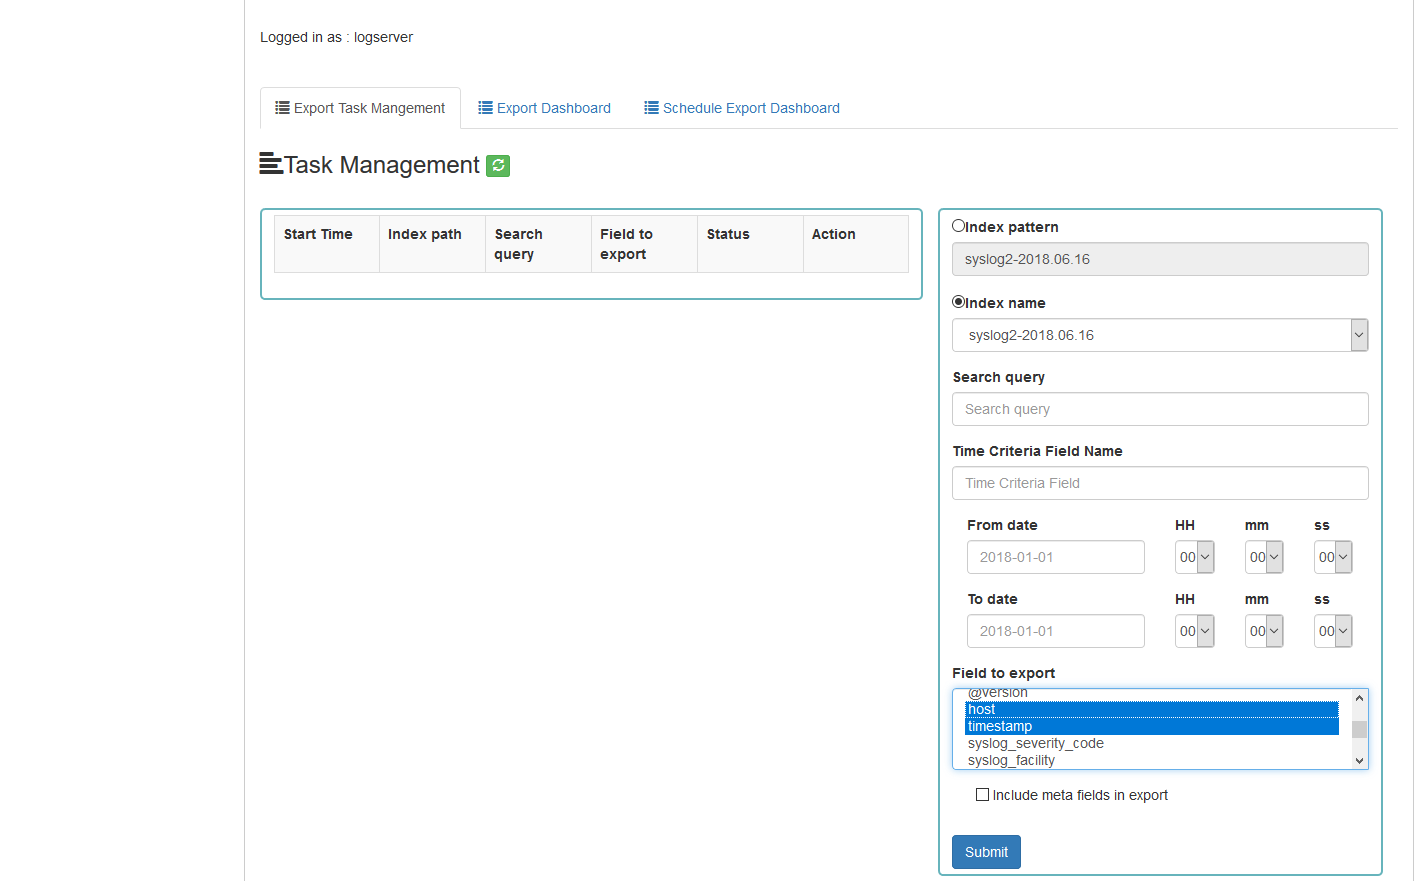 Logged in as : logserver
Export Task Mangement Export Dashboard Schedule Export Dashboard
Task Management
Start Time Index path Search query Field to export Status Action
Index pattern
syslog2-2018.06.16
Index name
syslog2-2018.06.16
Search query
Search query
Time Criteria Field Name
Time Criteria Field
From date HH mm ss
2018-01-01 00 00 00
To date HH mm ss
2018-01-01 00 00 00
Field to export
@version
host
timestamp
syslog_severity_code
syslog_facility
Include meta fields in export
Submit